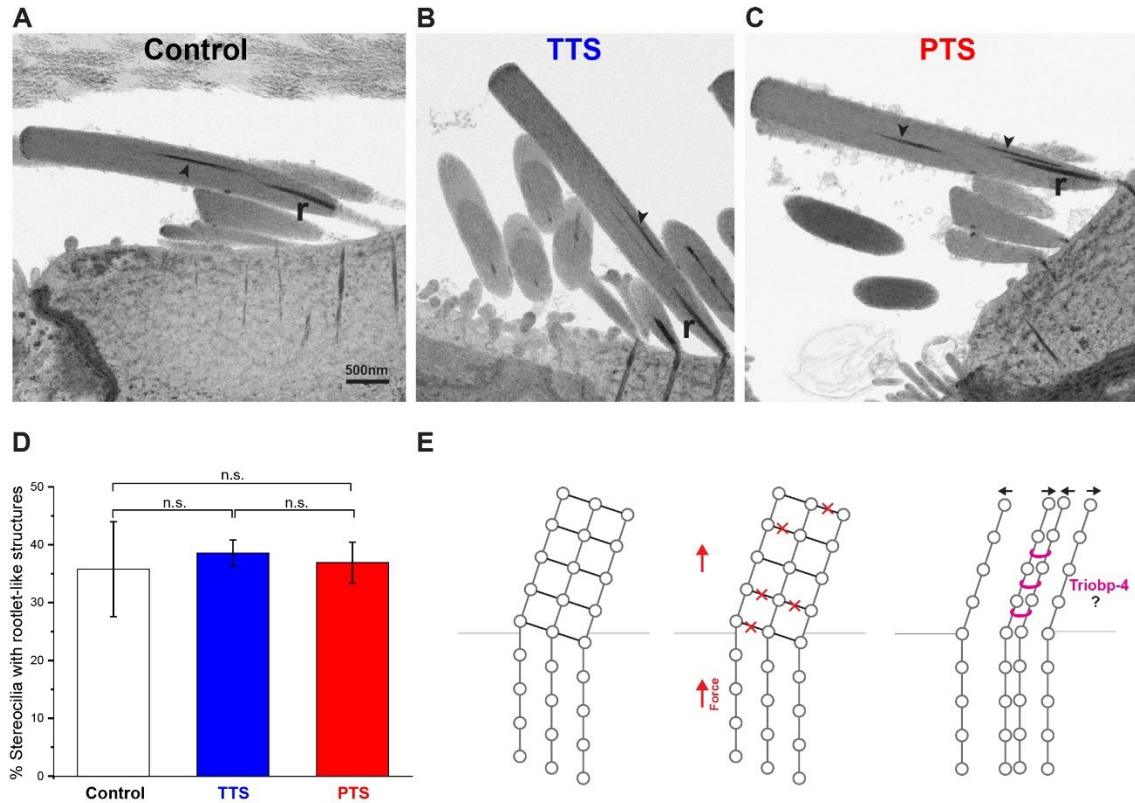 A
Control
r
500nm
B
TTS
r
C
PTS
r
D
% Stereocilia with rootlet-like structures
50
40
30
20
10
0
n.s.
n.s.
n.s.
Control
TTS
PTS
E
Force
Triobp-4
?